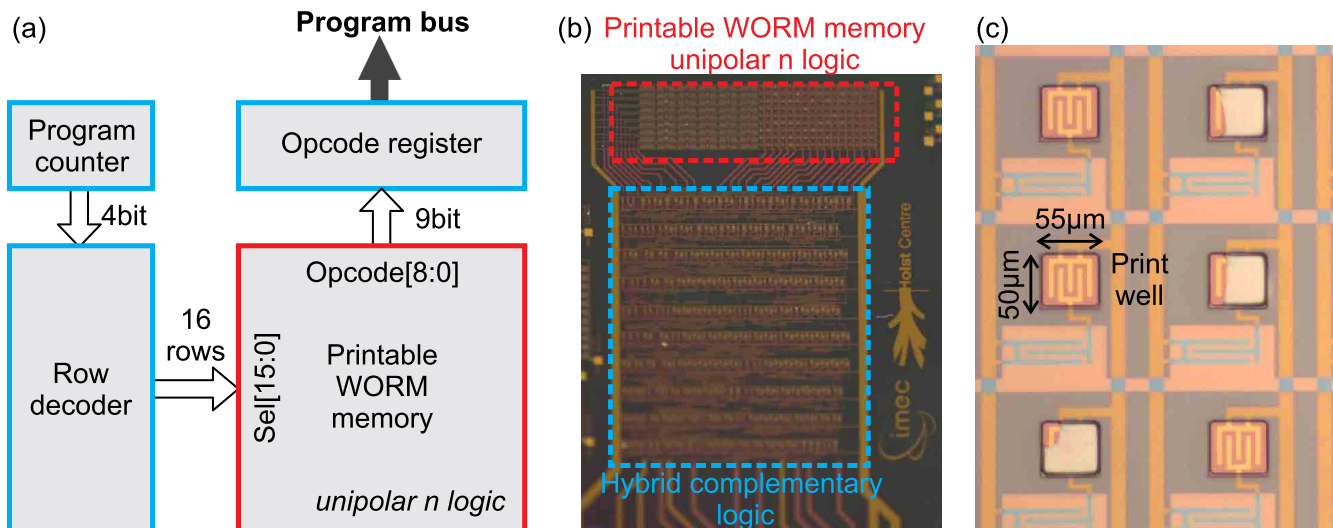 (a)
Program bus
Program
counter
Opcode register
4bit
9bit
Row
decoder
16
rows
Opcode[8:0]
Sel[15:0]
Printable
WORM
memory
unipolar n logic
(b)
Printable WORM memory
unipolar n logic
Holst Centre
imec
Hybrid complementary
logic
(c)
55µm
50µm
Print
well